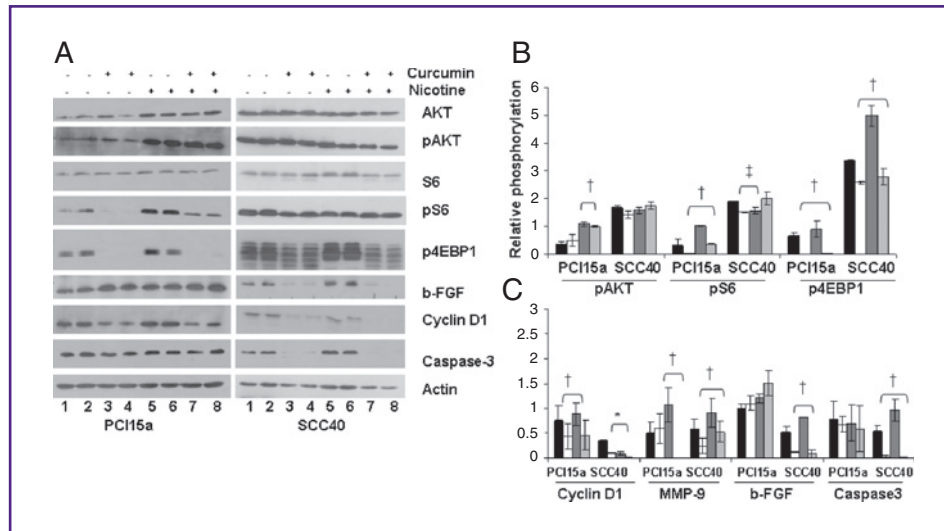 A
- - + + - - + + - - + + - - + + Curcumin
- - - - + + + + - - - - + + + + Nicotine
AKT
pAKT
S6
pS6
p4EBP1
b-FGF
Cyclin D1
Caspase-3
Actin
1 2 3 4 5 6 7 8 1 2 3 4 5 6 7 8
PCI15a SCC40
B
Relative phosphorylation
6
5
4
3
2
1
0
† † ‡ † †
PCI15a SCC40 PCI15a SCC40 PCI15a SCC40
pAKT pS6 p4EBP1
C
3
2.5
2
1.5
1
0.5
0
† * † † † †
PCI15a SCC40 PCI15a SCC40 PCI15a SCC40 PCI15a SCC40
Cyclin D1 MMP-9 b-FGF Caspase3